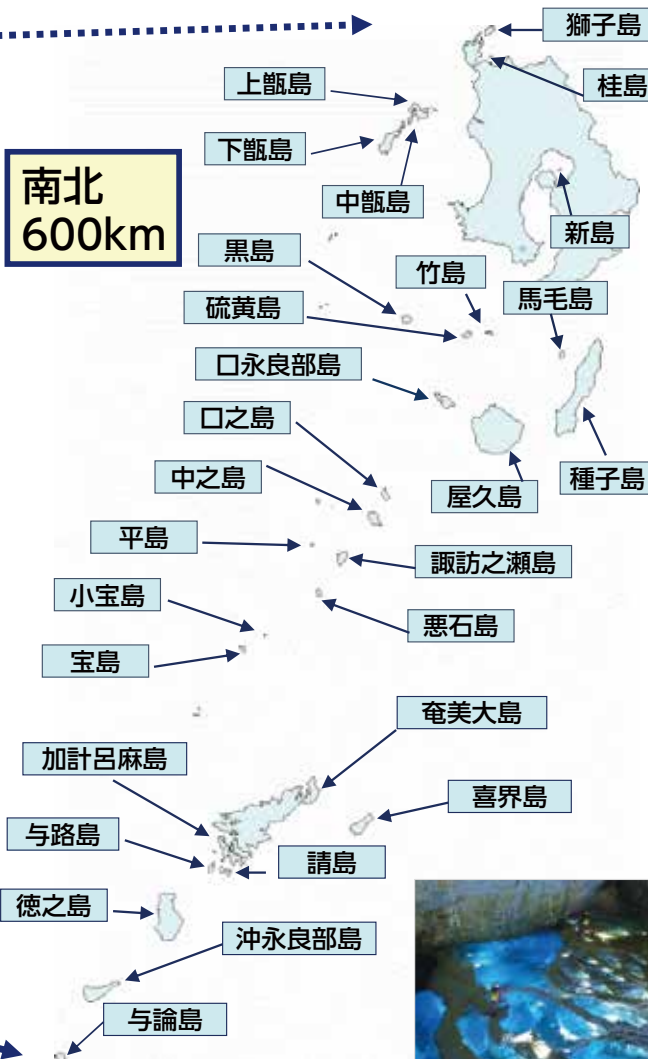 獅子島
桂島
上甑島
下甑島
中甑島
南北
600km
新島
黒島
竹島
馬毛島
硫黄島
口永良部島
口之島
中之島
屋久島
種子島
平島
諏訪之瀬島
小宝島
悪石島
宝島
奄美大島
加計呂麻島
喜界島
与路島
請島
徳之島
沖永良部島
与論島